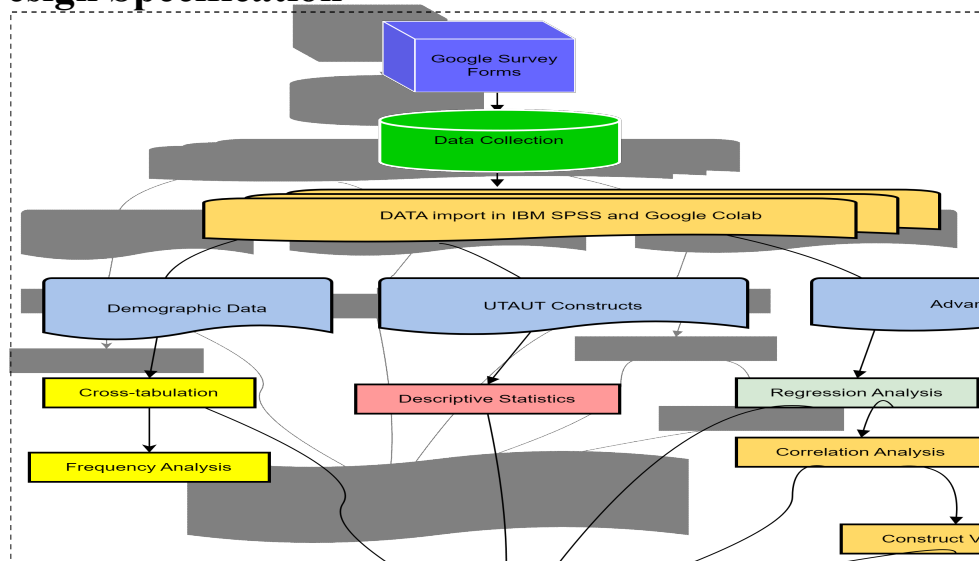 Google Survey
Forms
Data Collection
DATA import in IBM SPSS and Google Colab
Demographic Data
UTAUT Constructs
Cross-tabulation
Descriptive Statistics
Regression Analysis
Correlation Analysis
Frequency Analysis
Construct